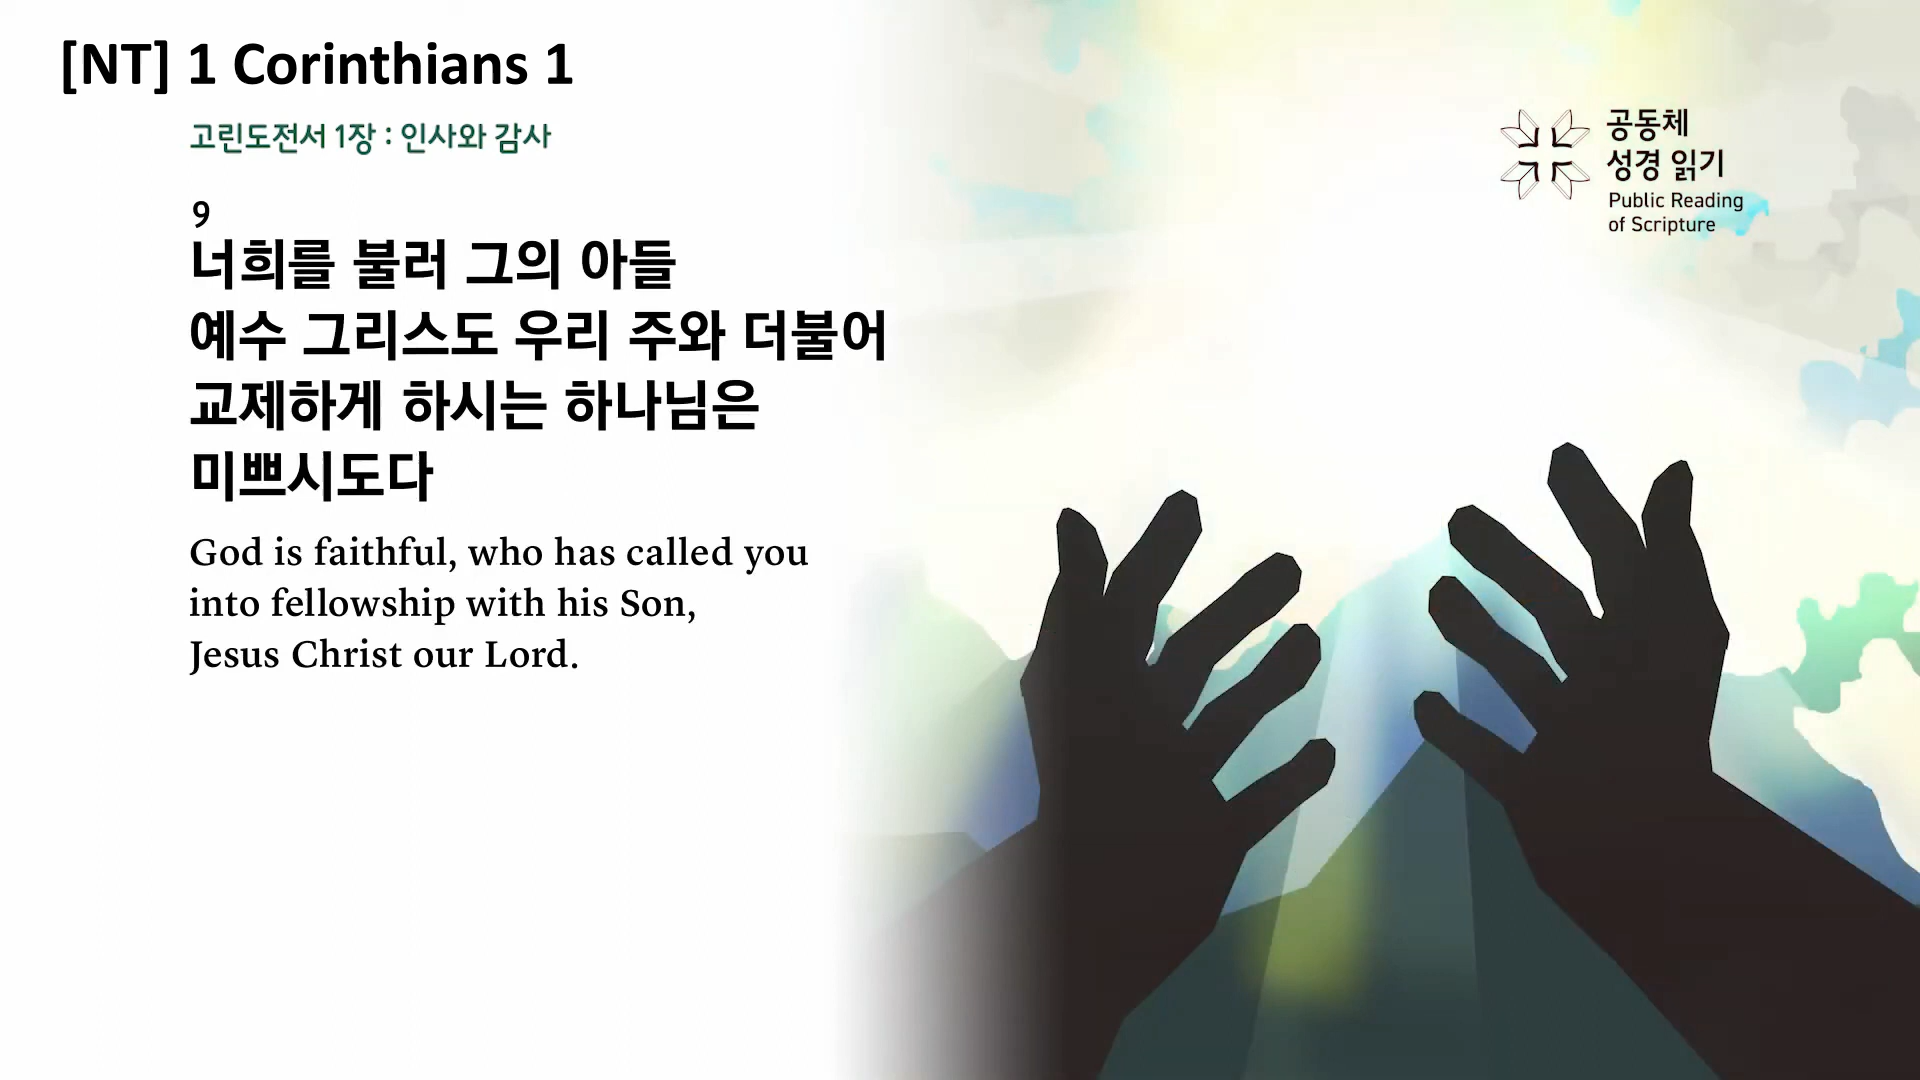 [NT] 1 Corinthians 1
고린도전서 1장 : 인사와 감사
공동체
성경 읽기
Public Reading
of Scripture
9
너희를 불러 그의 아들
예수 그리스도 우리 주와 더불어
교제하게 하시는 하나님은
미쁘시도다
God is faithful, who has called you
into fellowship with his Son,
Jesus Christ our Lord.